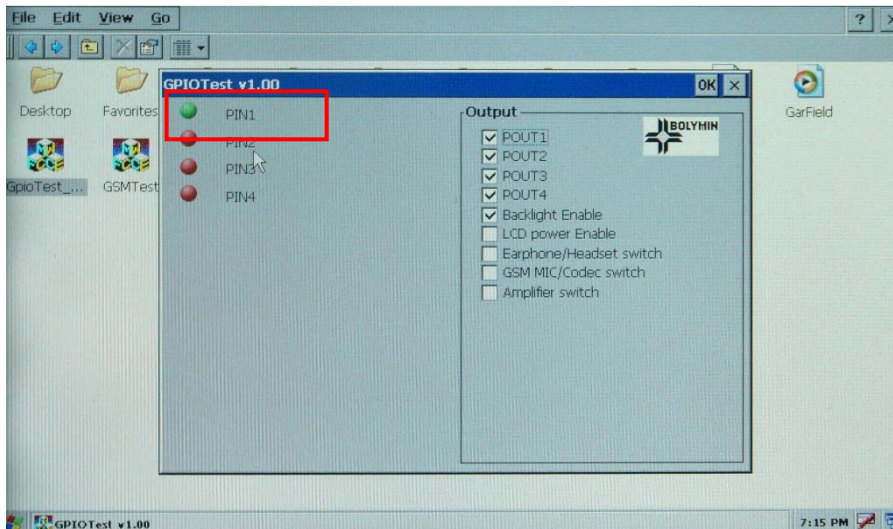 File Edit View Go
?
GPIOTest v1.00
OK
Desktop
Favorites
GarField
GpioTest_...
GSMTest
PIN1
PIN2
PIN3
PIN4
Output
BOLYMIN
POUT1
POUT2
POUT3
POUT4
Backlight Enable
LCD power Enable
Earphone/Headset switch
GSM MIC/Codec switch
Amplifier switch
GPIOTest v1.00
7:15 PM